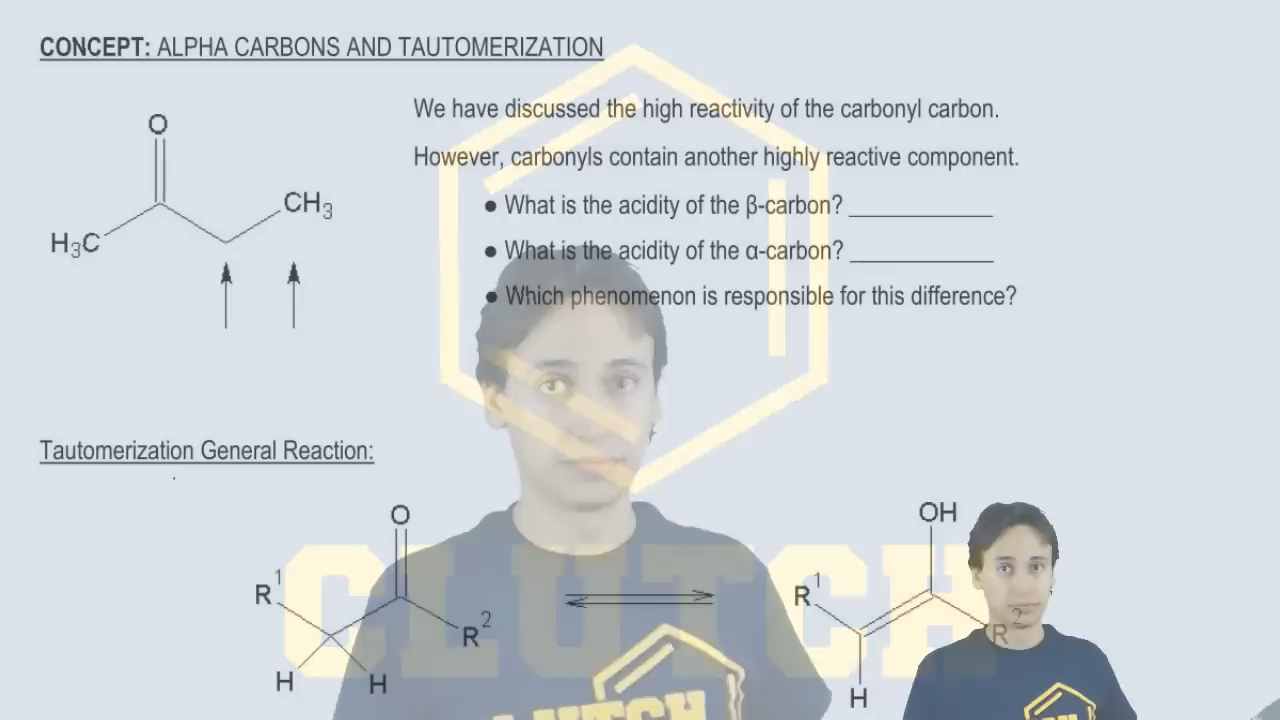 CONCEPT: ALPHA CARBONS AND TAUTOMERIZATION
We have discussed the high reactivity of the carbonyl carbon.
However, carbonyls contain another highly reactive component.
● What is the acidity of the β-carbon? ____________
● What is the acidity of the α-carbon? ____________
● Which phenomenon is responsible for this difference?
O
CH₃
H₃C
Tautomerization General Reaction:
O
R¹
R²
H
H
OH
R¹
R²
H
CLUTCH
CLUTCH